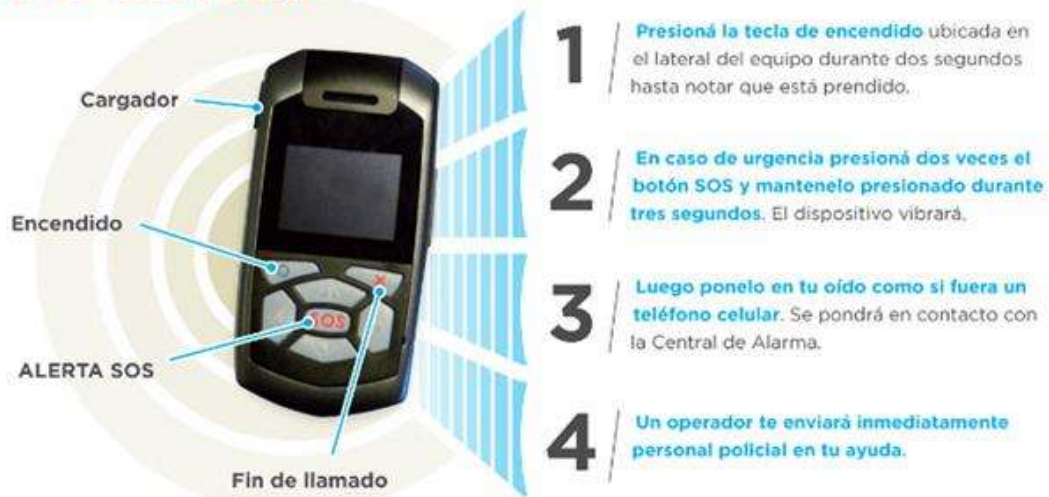 Cargador
Encendido
SOS
ALERTA SOS
Fin de llamado
1
Presioná la tecla de encendido ubicada en
el lateral del equipo durante dos segundos
hasta notar que está prendido.
2
En caso de urgencia presioná dos veces el
botón SOS y mantenelo presionado durante
tres segundos. El dispositivo vibrará.
3
Luego ponelo en tu oído como si fuera un
teléfono celular. Se pondrá en contacto con
la Central de Alarma.
4
Un operador te enviará inmediatamente
personal policial en tu ayuda.